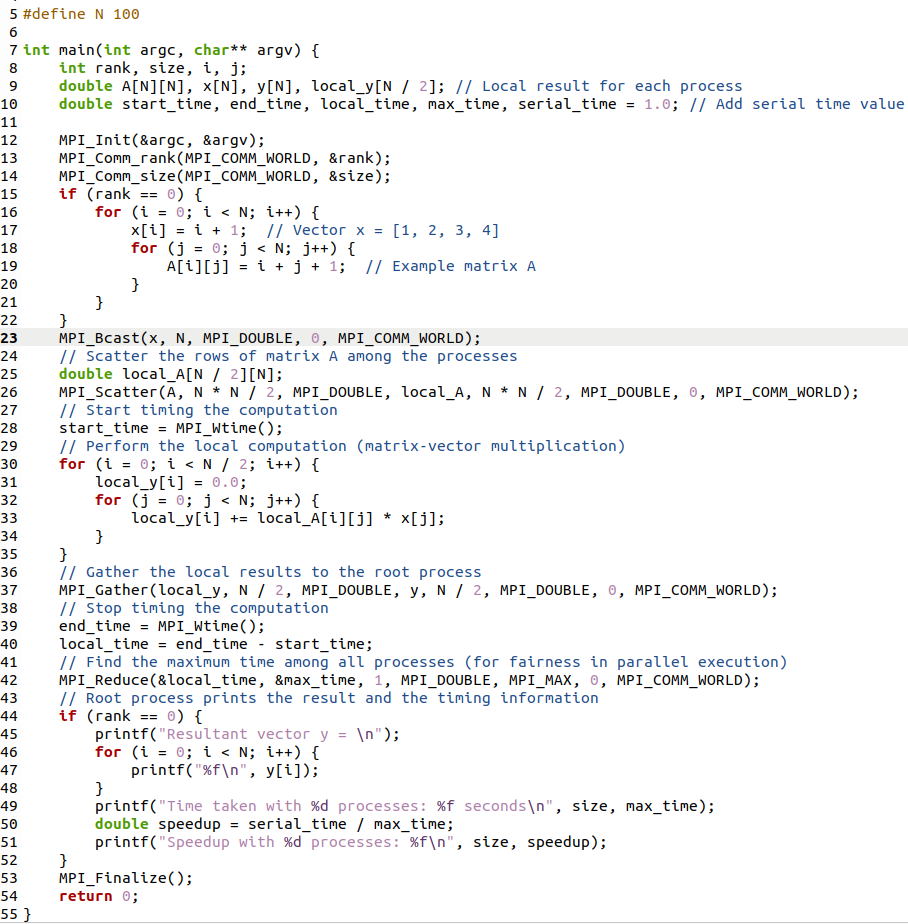 5 #define N 100
6
7 int main(int argc, char** argv) {
8     int rank, size, i, j;
9     double A[N][N], x[N], y[N], local_y[N / 2]; // Local result for each process
10     double start_time, end_time, local_time, max_time, serial_time = 1.0; // Add serial time value
11
12     MPI_Init(&argc, &argv);
13     MPI_Comm_rank(MPI_COMM_WORLD, &rank);
14     MPI_Comm_size(MPI_COMM_WORLD, &size);
15     if (rank == 0) {
16         for (i = 0; i < N; i++) {
17             x[i] = i + 1;  // Vector x = [1, 2, 3, 4]
18             for (j = 0; j < N; j++) {
19                 A[i][j] = i + j + 1;  // Example matrix A
20             }
21         }
22     }
23     MPI_Bcast(x, N, MPI_DOUBLE, 0, MPI_COMM_WORLD);
24     // Scatter the rows of matrix A among the processes
25     double local_A[N / 2][N];
26     MPI_Scatter(A, N * N / 2, MPI_DOUBLE, local_A, N * N / 2, MPI_DOUBLE, 0, MPI_COMM_WORLD);
27     // Start timing the computation
28     start_time = MPI_Wtime();
29     // Perform the local computation (matrix-vector multiplication)
30     for (i = 0; i < N / 2; i++) {
31         local_y[i] = 0.0;
32         for (j = 0; j < N; j++) {
33             local_y[i] += local_A[i][j] * x[j];
34         }
35     }
36     // Gather the local results to the root process
37     MPI_Gather(local_y, N / 2, MPI_DOUBLE, y, N / 2, MPI_DOUBLE, 0, MPI_COMM_WORLD);
38     // Stop timing the computation
39     end_time = MPI_Wtime();
40     local_time = end_time - start_time;
41     // Find the maximum time among all processes (for fairness in parallel execution)
42     MPI_Reduce(&local_time, &max_time, 1, MPI_DOUBLE, MPI_MAX, 0, MPI_COMM_WORLD);
43     // Root process prints the result and the timing information
44     if (rank == 0) {
45         printf("Resultant vector y = \n");
46         for (i = 0; i < N; i++) {
47             printf("%f\n", y[i]);
48         }
49         printf("Time taken with %d processes: %f seconds\n", size, max_time);
50         double speedup = serial_time / max_time;
51         printf("Speedup with %d processes: %f\n", size, speedup);
52     }
53     MPI_Finalize();
54     return 0;
55 }